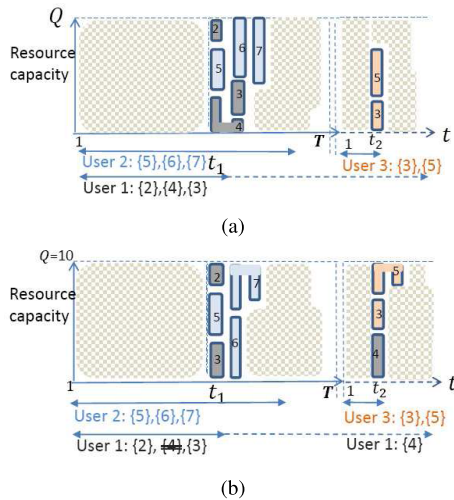 Q
Resource
capacity
2 6 7
5
3
4
5
3
1 t₁ T 1 t₂ t
User 2: {5},{6},{7}
User 3: {3},{5}
User 1: {2},{4},{3}
(a)
Q=10
Resource
capacity
2 7
5
3 6
5
3
4
1 t₁ T 1 t₂ t
User 2: {5},{6},{7}
User 3: {3},{5}
User 1: {2}, {4},{3}
User 1: {4}
(b)